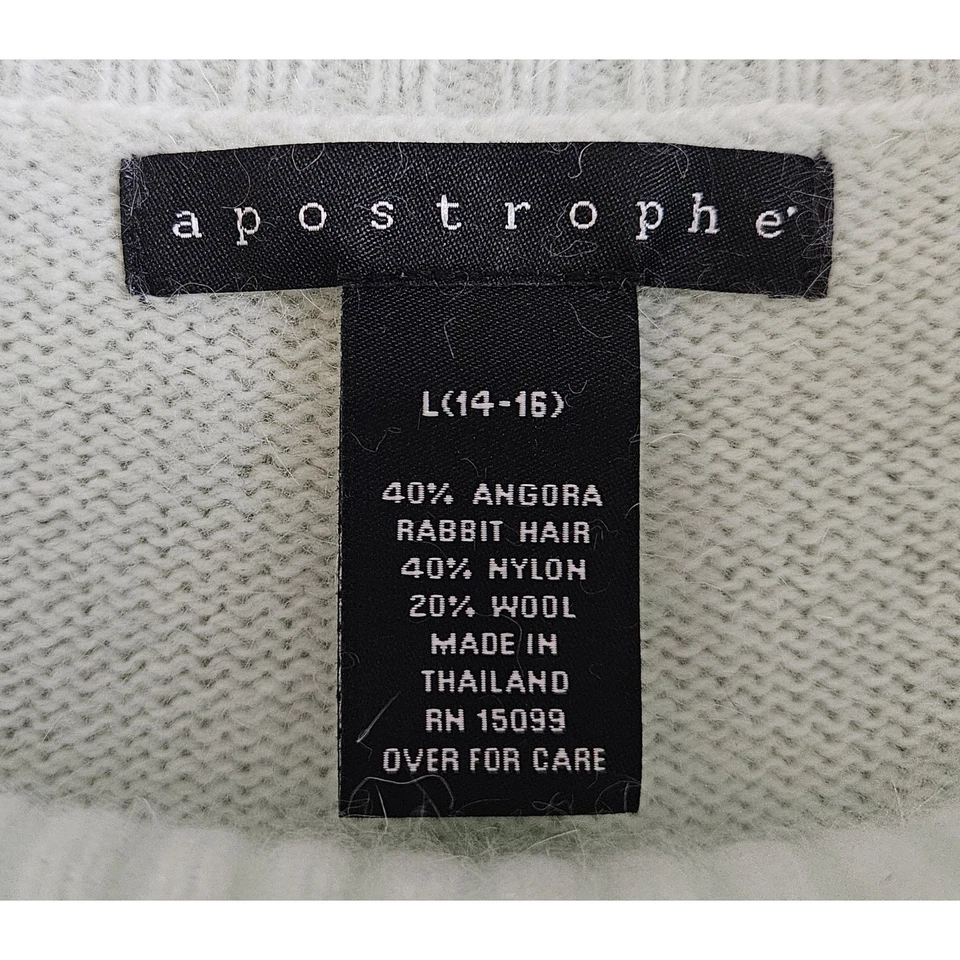 apostrophe'
L(14-16)
40% ANGORA
RABBIT HAIR
40% NYLON
20% WOOL
MADE IN
THAILAND
RN 15099
OVER FOR CARE